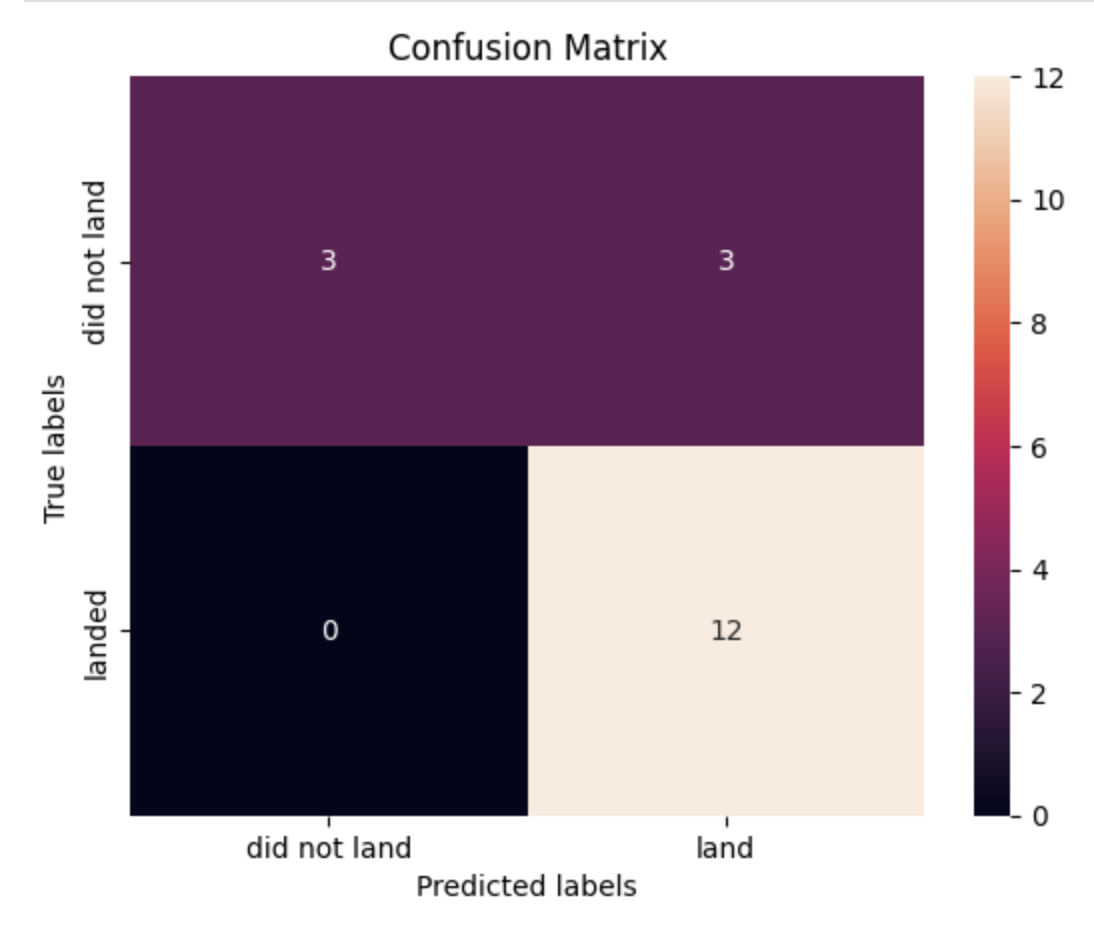 Confusion Matrix
True labels
did not land
landed
3
3
0
12
did not land
land
Predicted labels
12
10
8
6
4
2
0